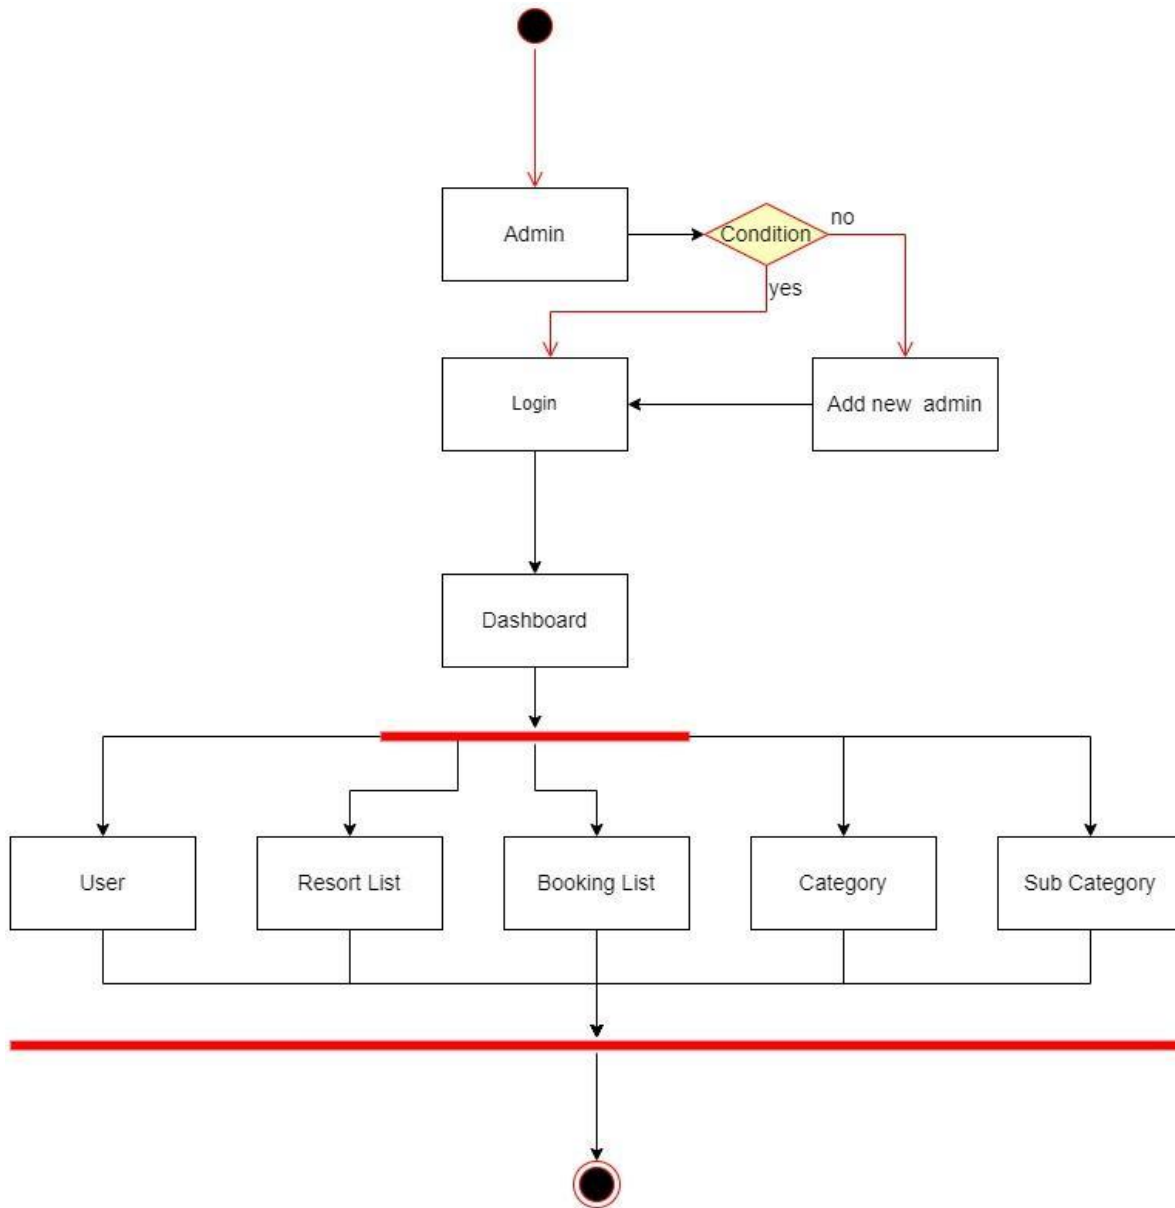 Admin
Condition
no
yes
Login
Add new  admin
Dashboard
User
Resort List
Booking List
Category
Sub Category